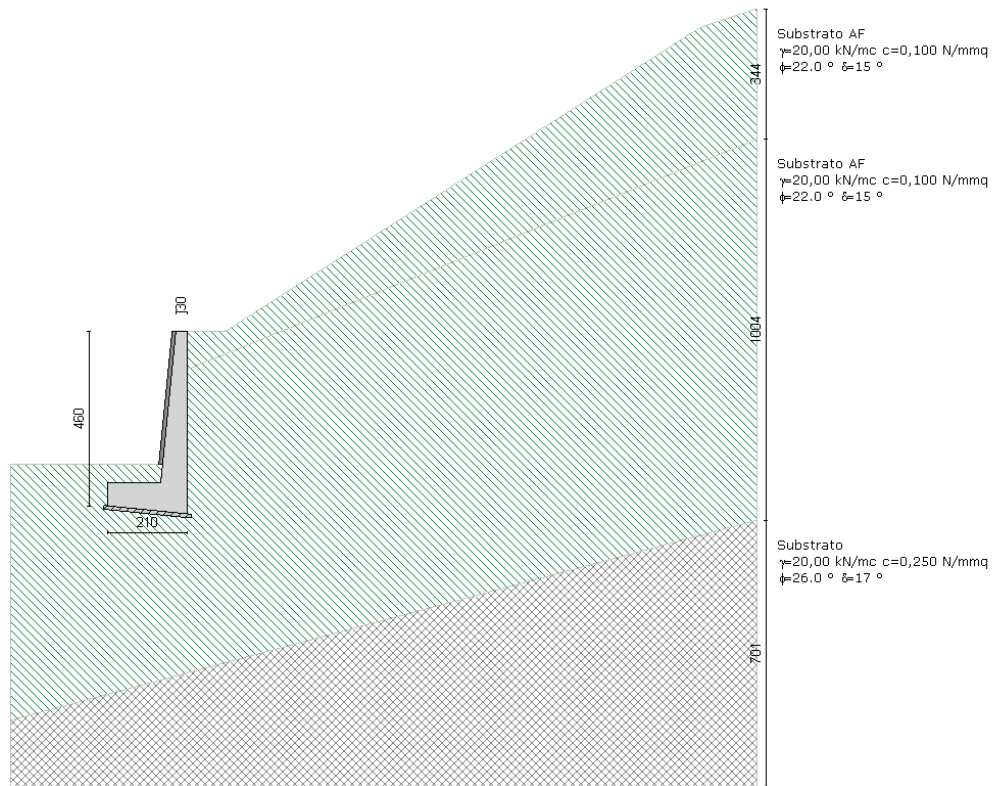 Substrato AF
γ=20,00 kN/mc c=0,100 N/mmq
ϕ=22.0 ° δ=15 °
344
Substrato AF
γ=20,00 kN/mc c=0,100 N/mmq
ϕ=22.0 ° δ=15 °
30
1004
460
210
Substrato
γ=20,00 kN/mc c=0,250 N/mmq
ϕ=26.0 ° δ=17 °
701